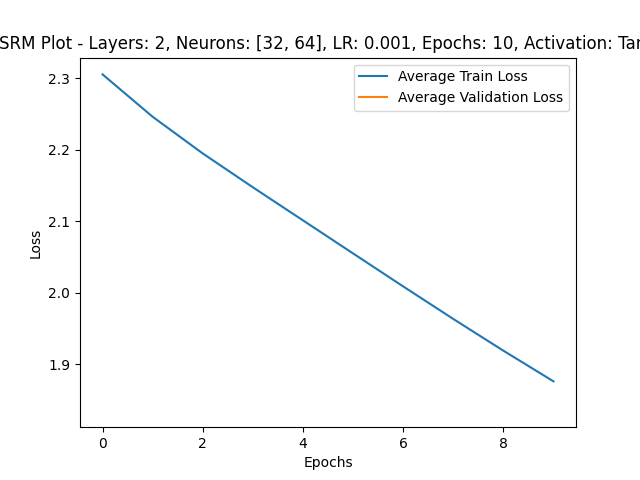 SRM Plot - Layers: 2, Neurons: [32, 64], LR: 0.001, Epochs: 10, Activation:
Average Train Loss
Average Validation Loss
2.3
2.2
2.1
2.0
1.9
Loss
0 2 4 6 8
Epochs